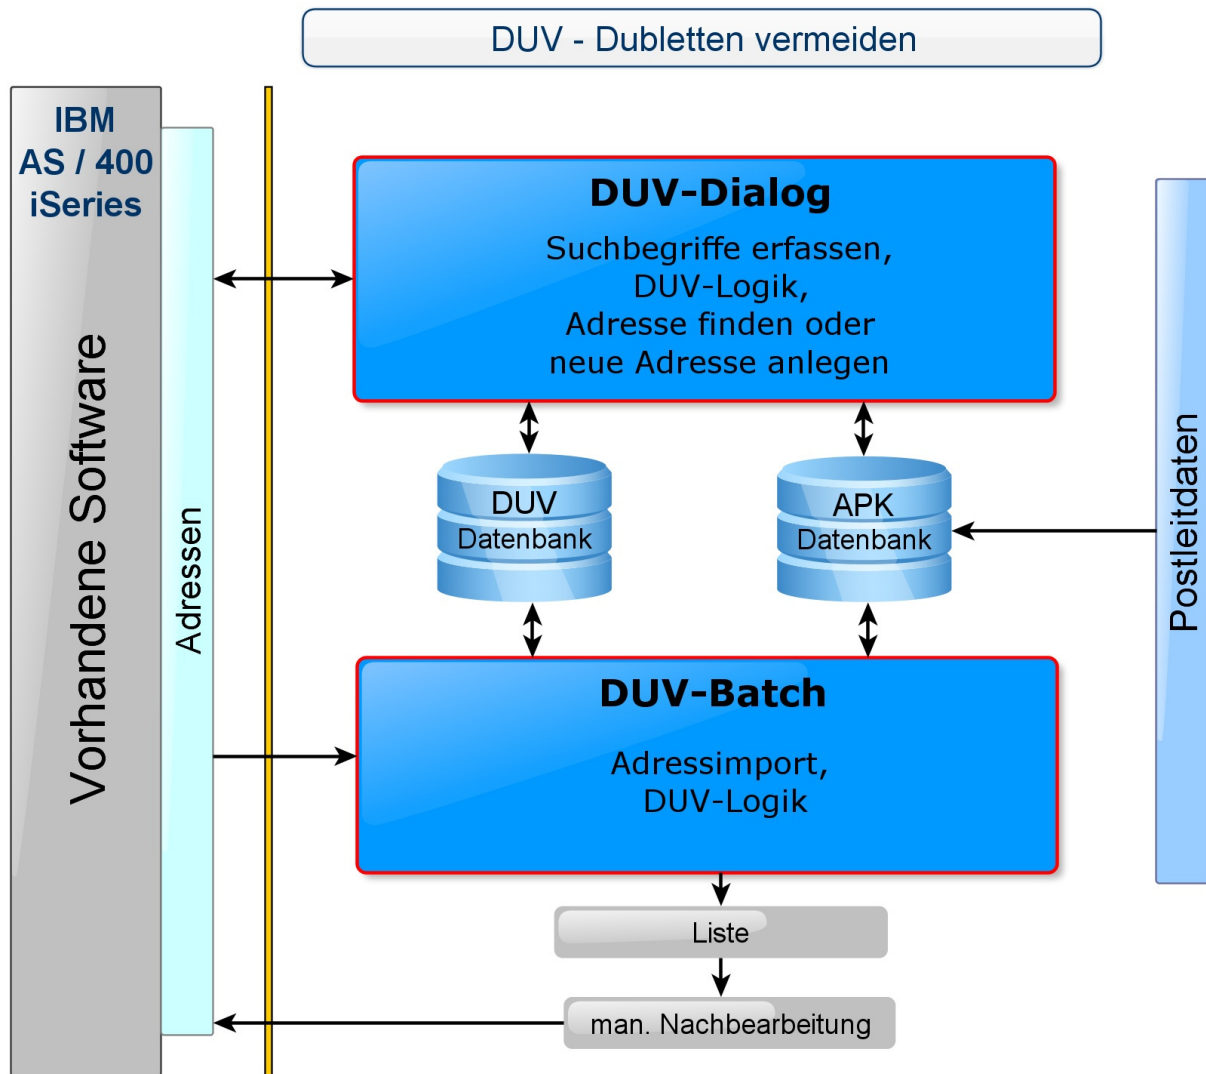 DUV - Dubletten vermeiden
IBM
AS / 400
iSeries
Vorhandene Software
Adressen
DUV-Dialog
Suchbegriffe erfassen,
DUV-Logik,
Adresse finden oder
neue Adresse anlegen
DUV
Datenbank
APK
Datenbank
Postleitdaten
DUV-Batch
Adressimport,
DUV-Logik
Liste
man. Nachbearbeitung